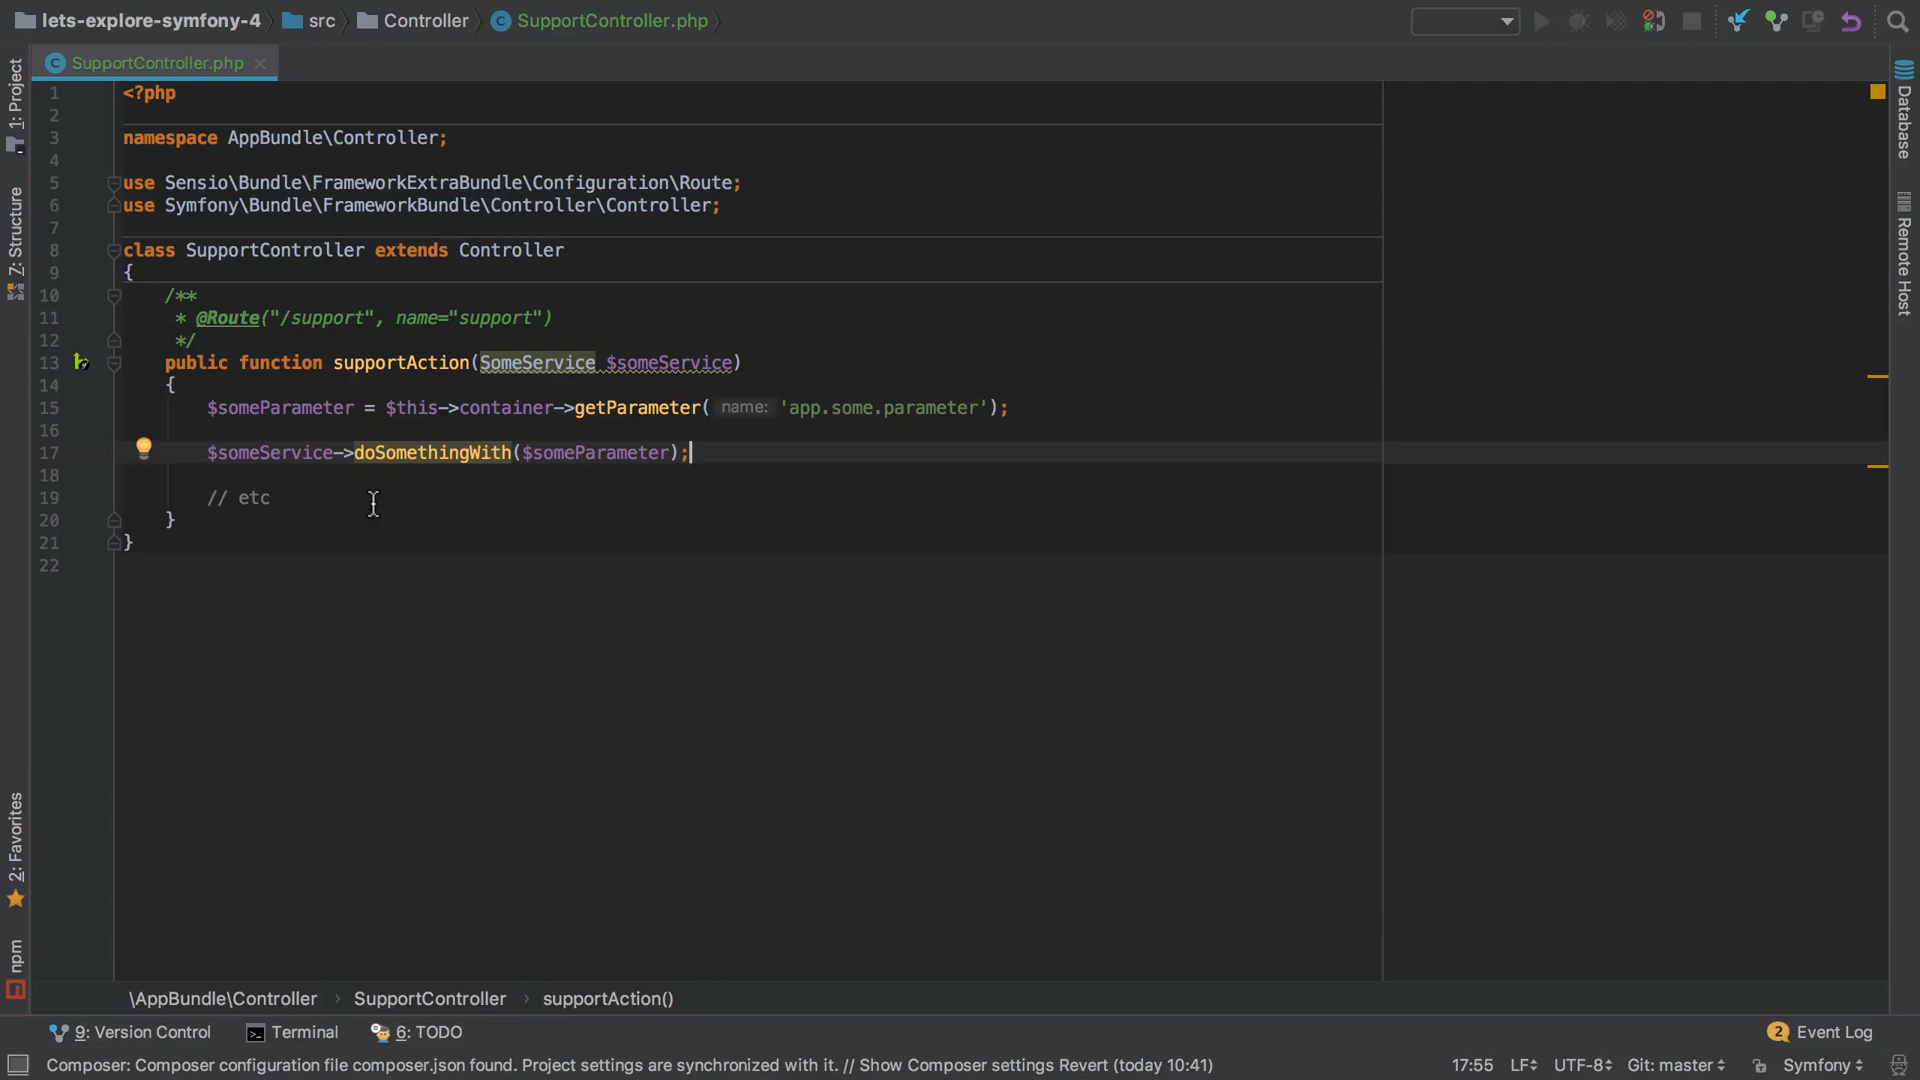 lets-explore-symfony-4 src Controller SupportController.php
SupportController.php
1: Project
Z: Structure
2: Favorites
npm
Database
Remote Host
1 <?php
2
3 namespace AppBundle\Controller;
4
5 use Sensio\Bundle\FrameworkExtraBundle\Configuration\Route;
6 use Symfony\Bundle\FrameworkBundle\Controller\Controller;
7
8 class SupportController extends Controller
9 {
10 /**
11 * @Route("/support", name="support")
12 */
13 public function supportAction(SomeService $someService)
14 {
15 $someParameter = $this->container->getParameter( name: 'app.some.parameter');
16
17 $someService->doSomethingWith($someParameter);
18
19 // etc
20 }
21 }
22
\AppBundle\Controller › SupportController › supportAction()
9: Version Control Terminal 6: TODO 2 Event Log
Composer: Composer configuration file composer.json found. Project settings are synchronized with it. // Show Composer settings Revert (today 10:41) 17:55 LF UTF-8 Git: master Symfony